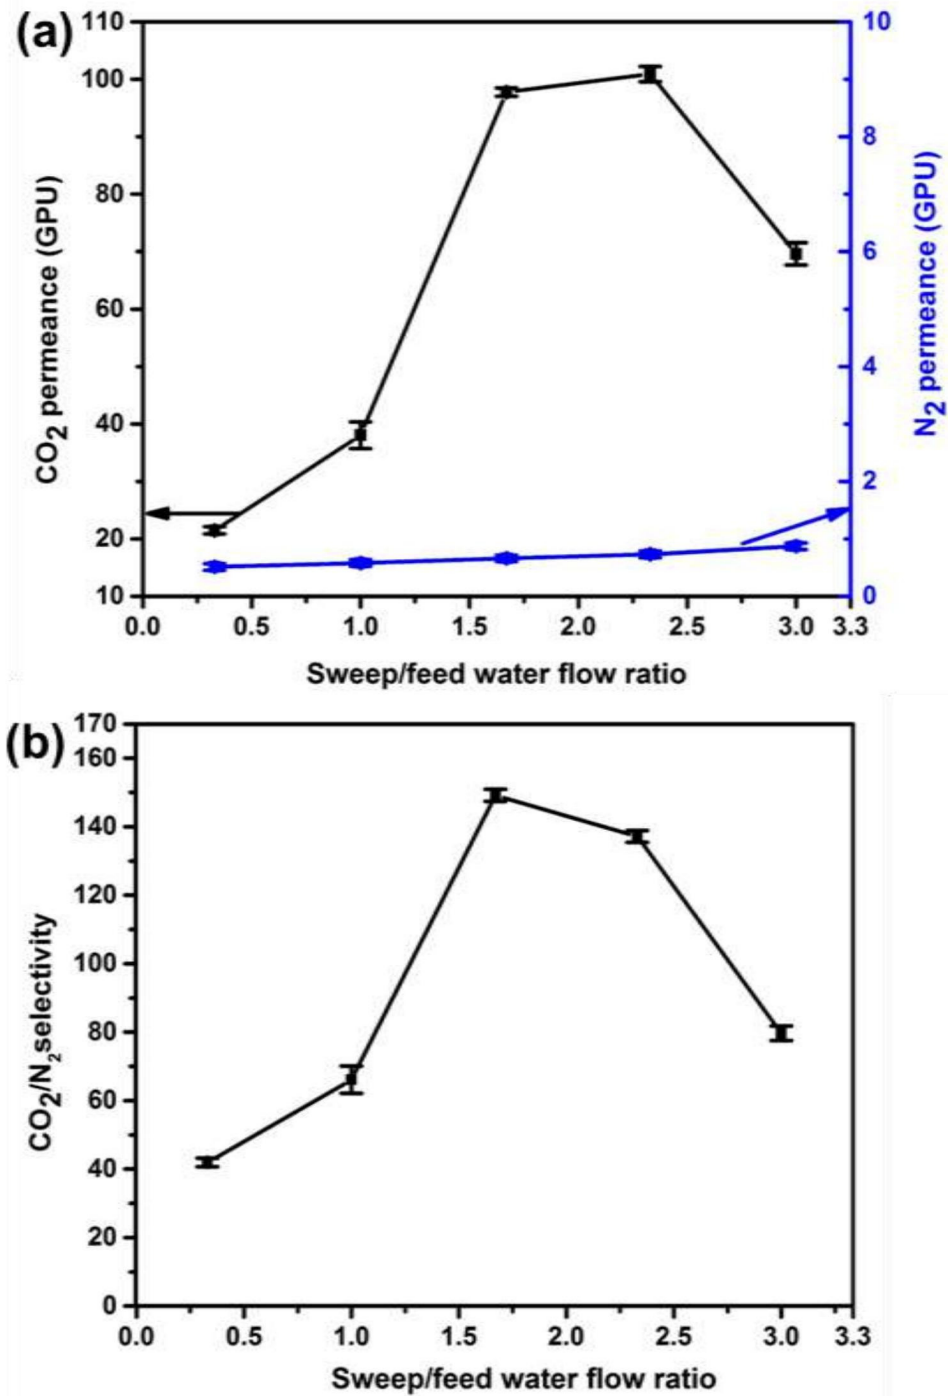 (a)
110
100
80
60
40
20
10
CO2 permeance (GPU)
10
8
6
4
2
0
N2 permeance (GPU)
0.0 0.5 1.0 1.5 2.0 2.5 3.0 3.3
Sweep/feed water flow ratio
(b)
170
160
140
120
100
80
60
40
20
0
CO2/N2 selectivity
0.0 0.5 1.0 1.5 2.0 2.5 3.0 3.3
Sweep/feed water flow ratio